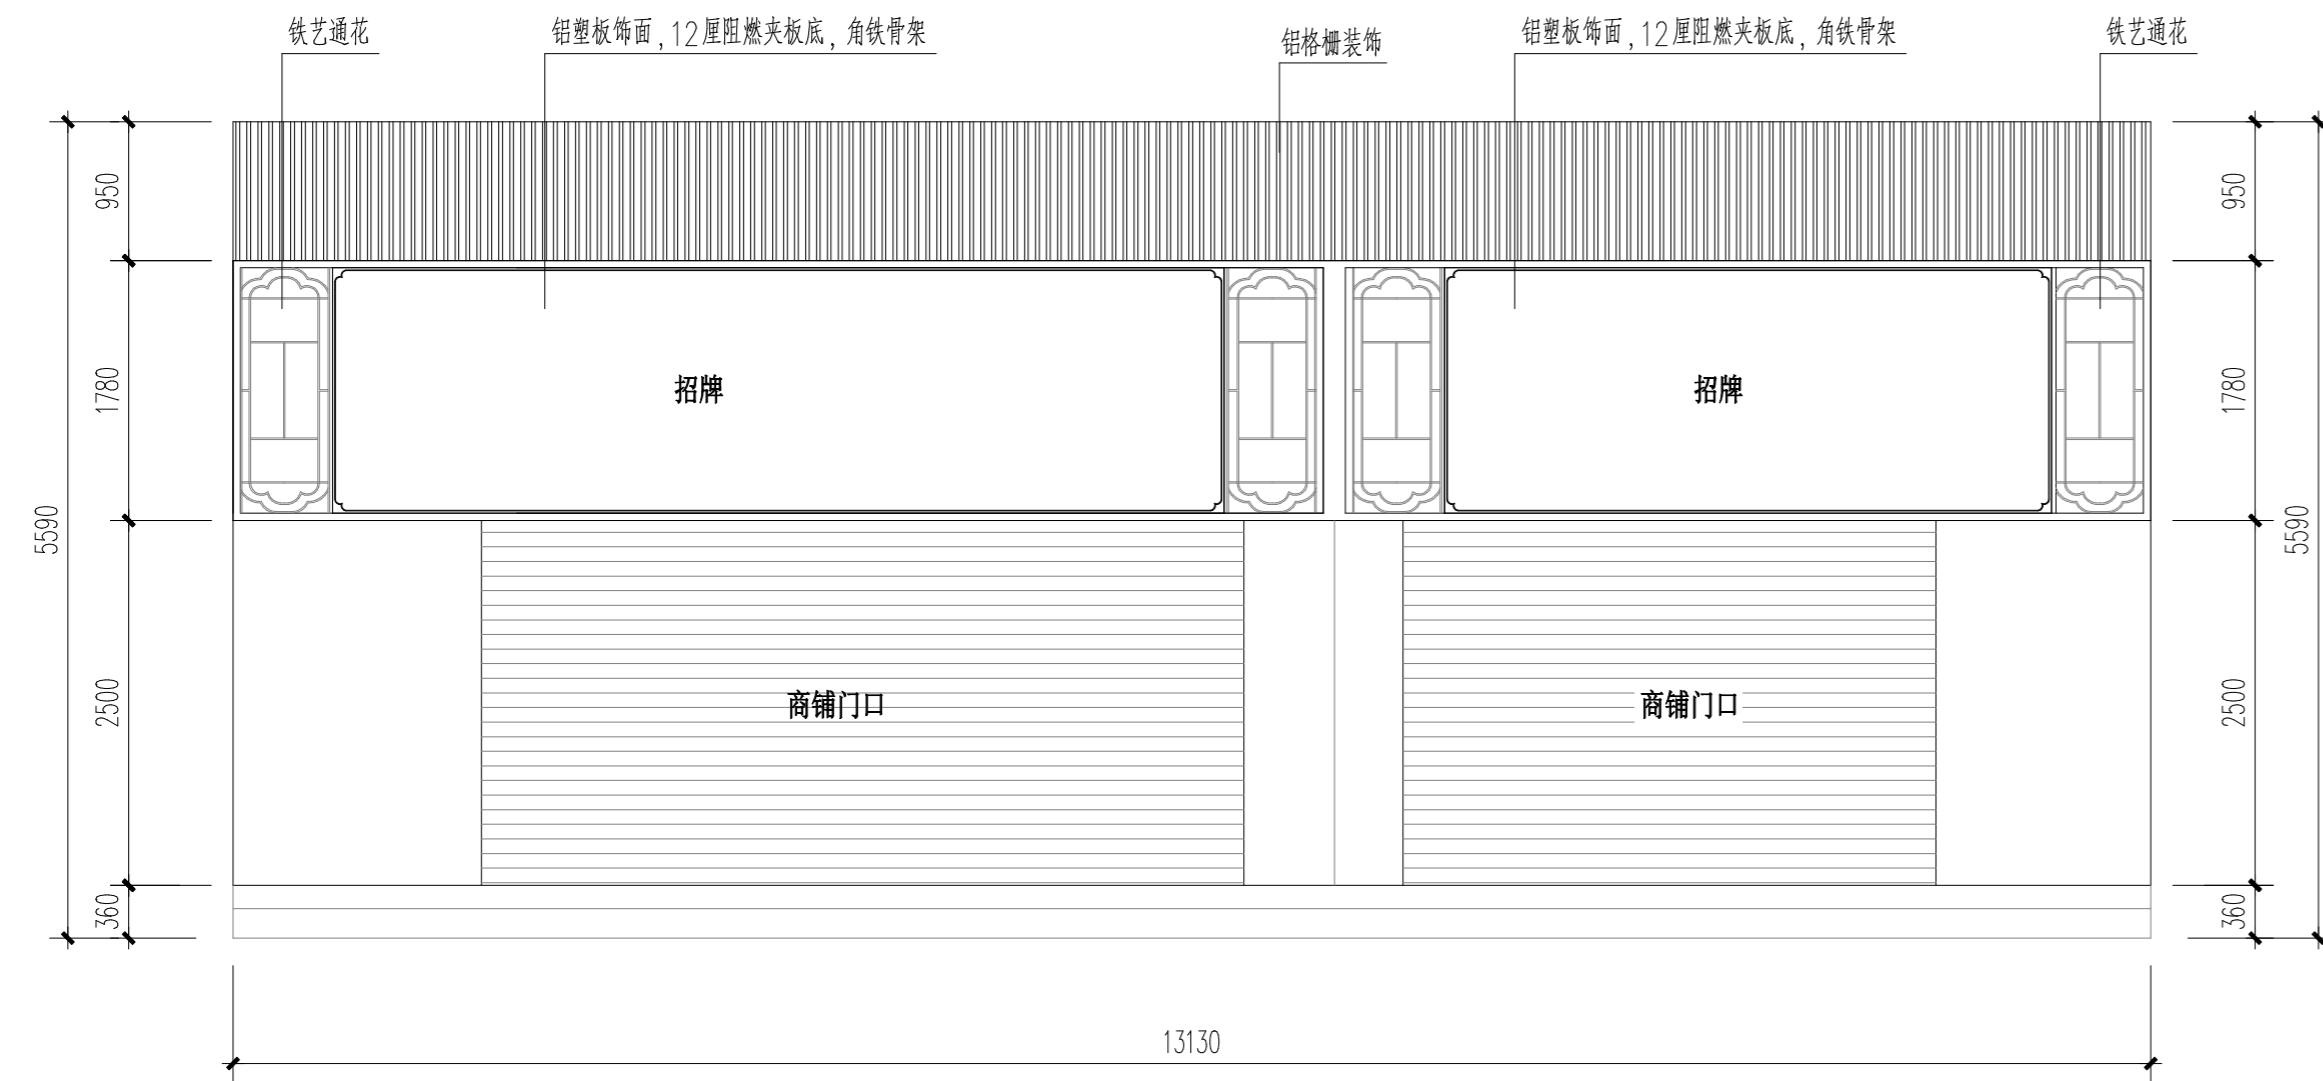 铁艺通花
铝塑板饰面,12厘阻燃夹板底,角铁骨架
铝格栅装饰
铝塑板饰面,12厘阻燃夹板底,角铁骨架
铁艺通花
950
950
招牌
招牌
1780
1780
5590
5590
商铺门口
商铺门口
2500
2500
360
360
13130